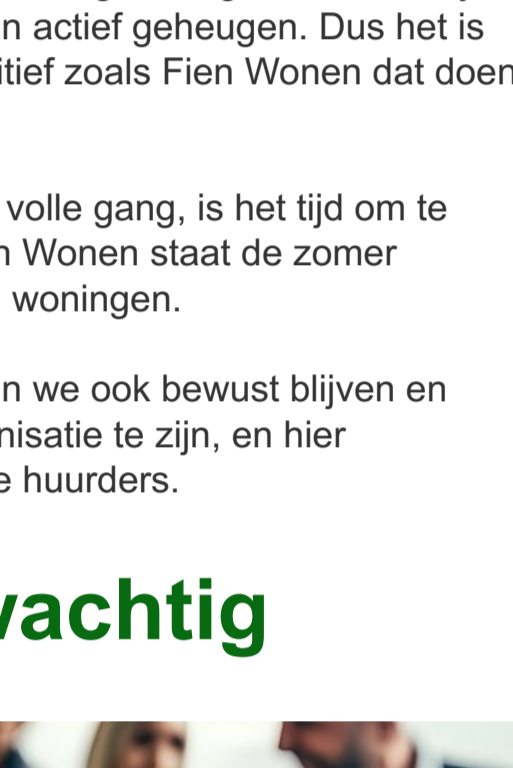 n actief geheugen. Dus het is
itief zoals Fien Wonen dat doen
volle gang, is het tijd om te
n Wonen staat de zomer
woningen.
n we ook bewust blijven en
nisatie te zijn, en hier
e huurders.
wachtig